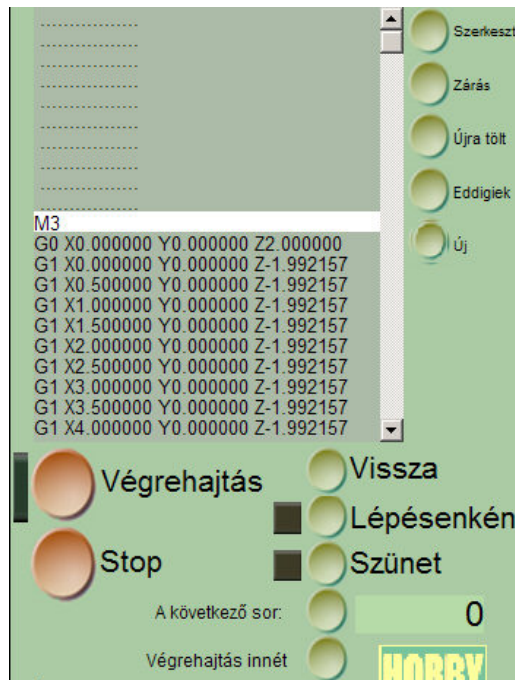 Szerkeszt
Zárás
Újra tölt
Eddigiek
Új
....................
....................
....................
....................
....................
....................
....................
....................
....................
....................
M3
G0 X0.000000 Y0.000000 Z2.000000
G1 X0.000000 Y0.000000 Z-1.992157
G1 X0.500000 Y0.000000 Z-1.992157
G1 X1.000000 Y0.000000 Z-1.992157
G1 X1.500000 Y0.000000 Z-1.992157
G1 X2.000000 Y0.000000 Z-1.992157
G1 X2.500000 Y0.000000 Z-1.992157
G1 X3.000000 Y0.000000 Z-1.992157
G1 X3.500000 Y0.000000 Z-1.992157
G1 X4.000000 Y0.000000 Z-1.992157
Végrehajtás
Stop
Vissza
Lépésenkén
Szünet
A következő sor:
0
Végrehajtás innét
HOBBY